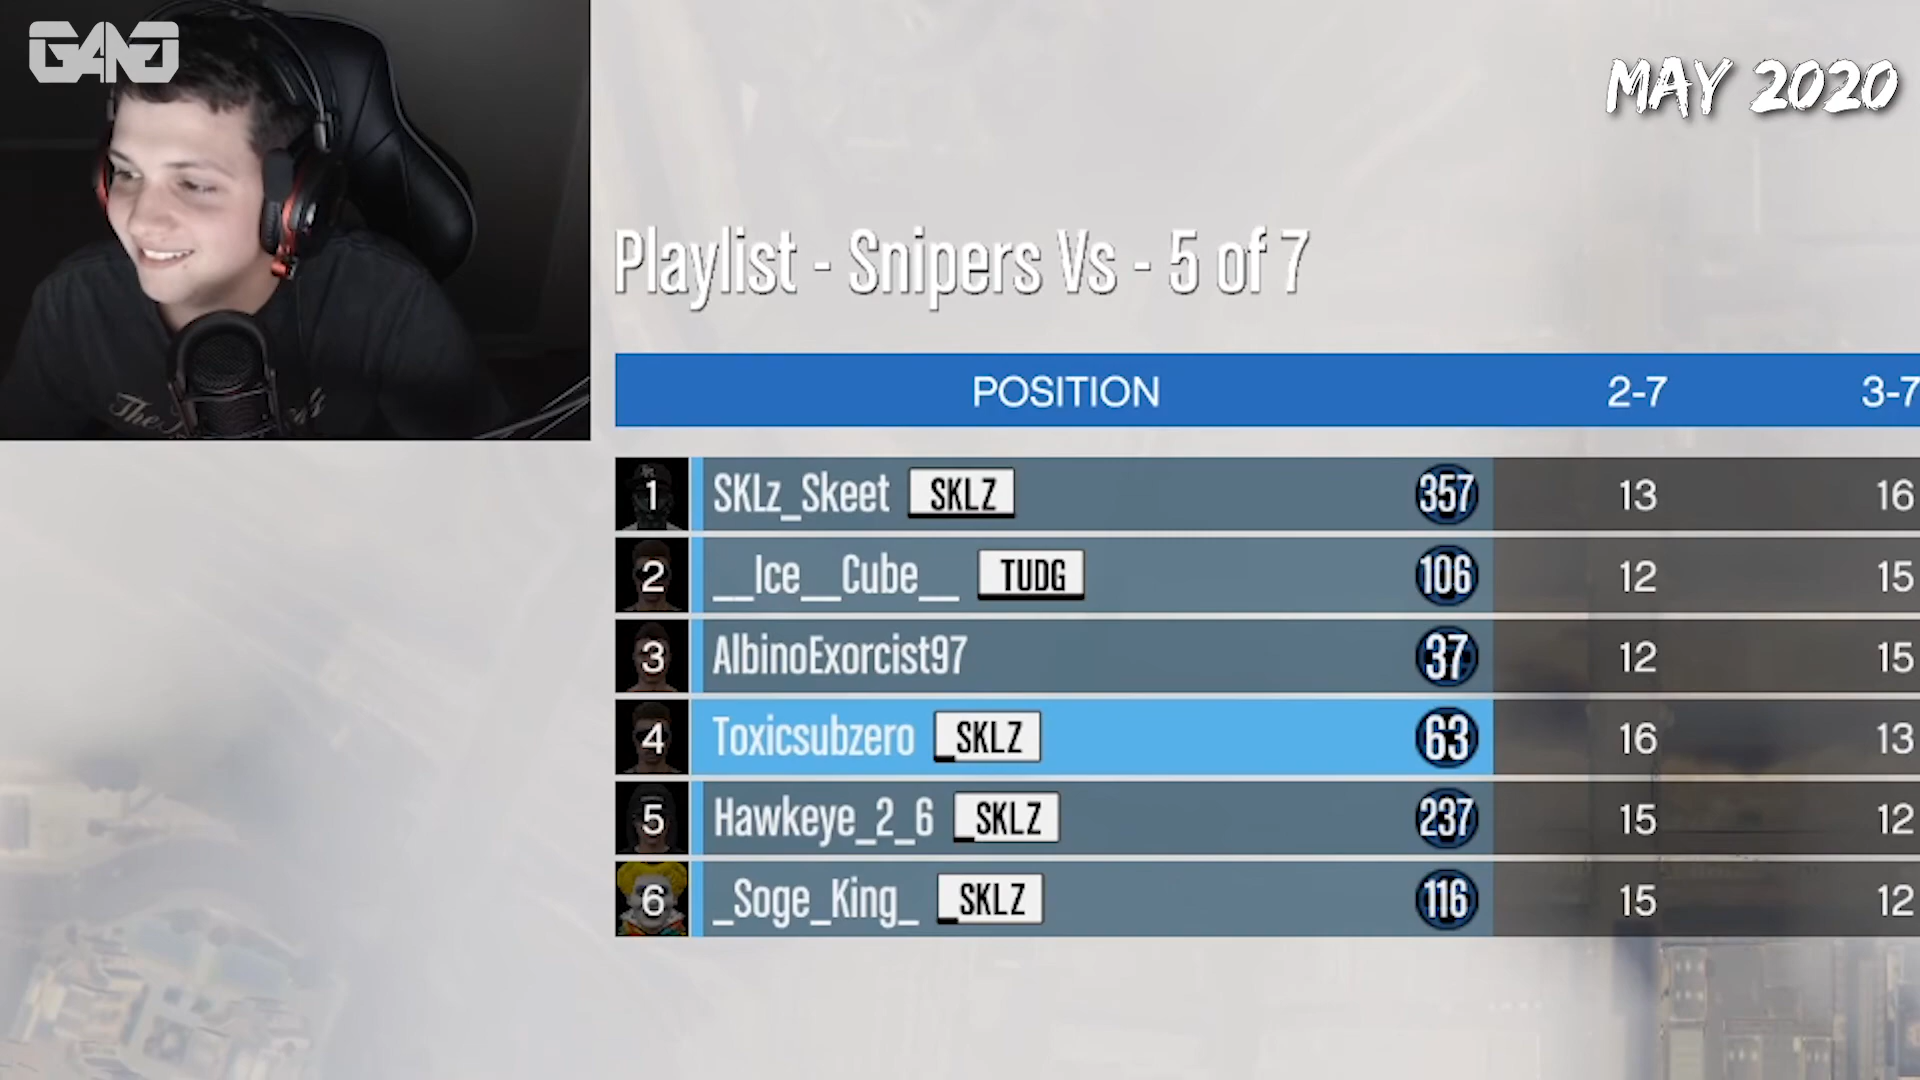 G4NG
MAY 2020
Playlist - Snipers Vs - 5 of 7
POSITION 2-7 3-7
1 SKLz_Skeet SKLZ 357 13 16
2 __Ice__Cube__ TUDG 106 12 15
3 AlbinoExorcist97 37 12 15
4 Toxicsubzero SKLZ 63 16 13
5 Hawkeye_2_6 SKLZ 237 15 12
6 _Soge_King_ SKLZ 116 15 12
The